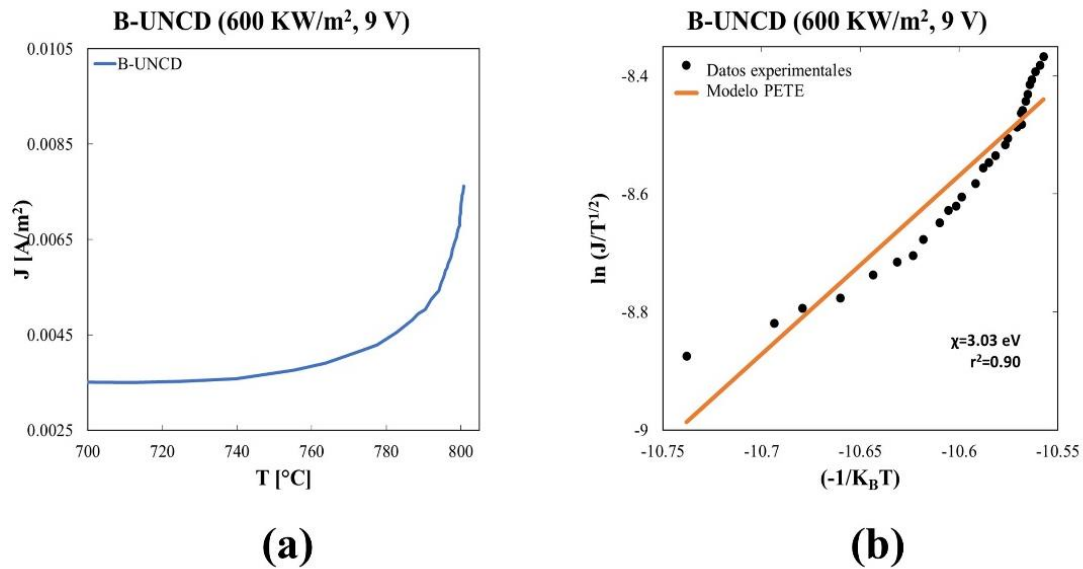 B-UNCD (600 KW/m², 9 V)
0.0105
0.0085
0.0065
0.0045
0.0025
J [A/m²]
B-UNCD
700
720
740
760
780
800
T [°C]
(a)
B-UNCD (600 KW/m², 9 V)
-8.4
-8.6
-8.8
-9
ln (J/T^{1/2})
Datos experimentales
Modelo PETE
χ=3.03 eV
r²=0.90
-10.75
-10.7
-10.65
-10.6
-10.55
(-1/K_BT)
(b)